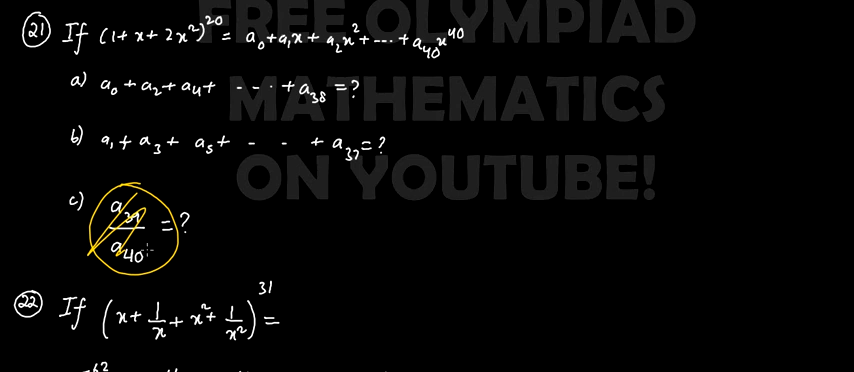 FREE OLYMPIAD
MATHEMATICS
ON YOUTUBE!
(21) If (1+x+2x²)²⁰ = a₀+a₁x+a₂x²+---+a₄₀x⁴⁰
a) a₀+a₂+a₄+ - - - · +a₃₈ =?
b) a₁+a₃+a₅+ - - + a₃₇=?
c) a₃₉/a₄₀ =?
(22) If (x+1/x+x²+1/x²)³¹ =